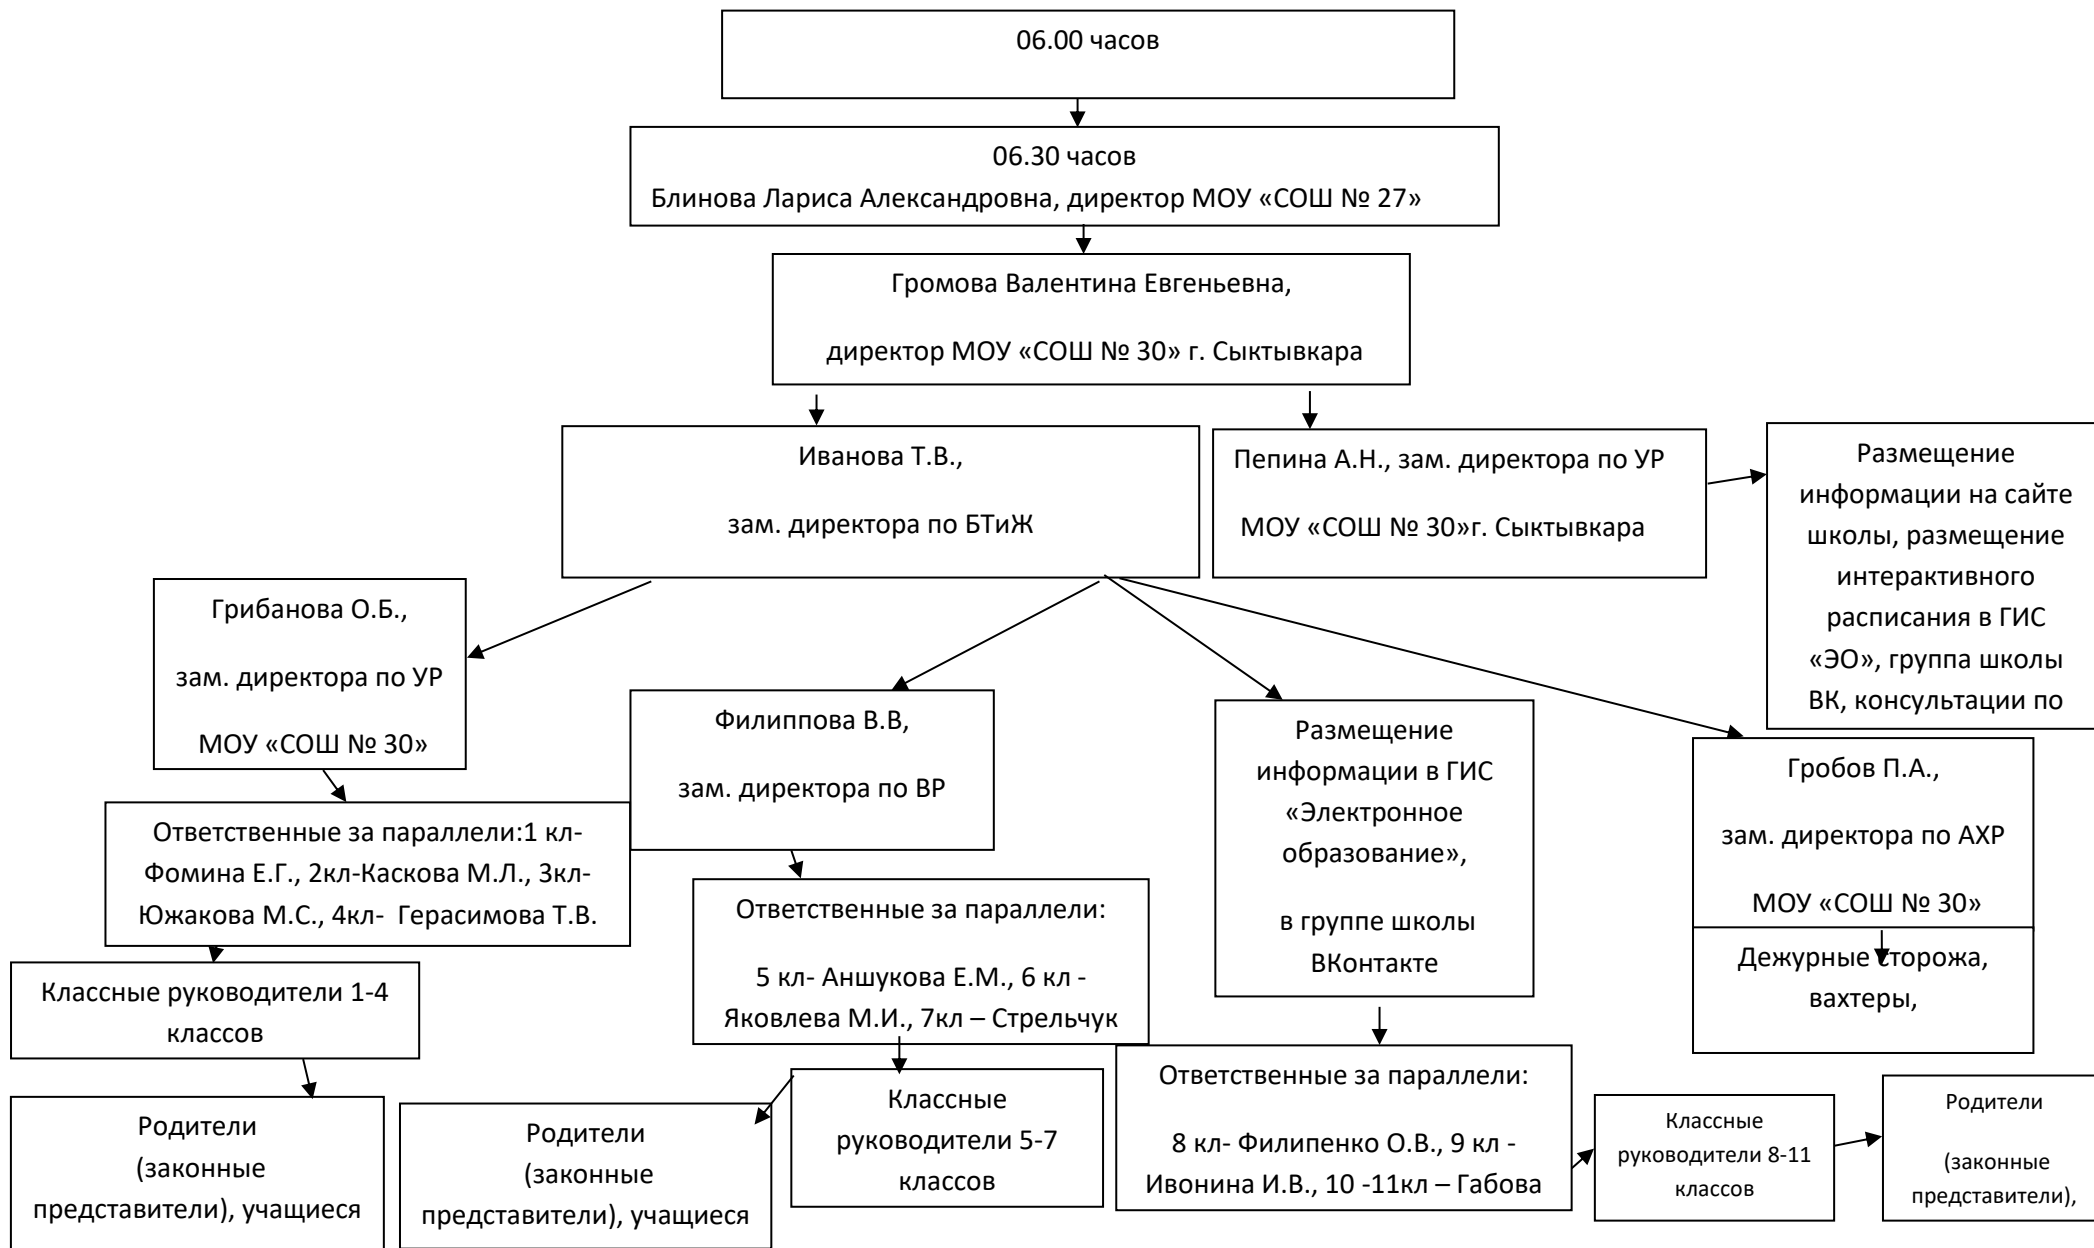 06.00 часов
06.30 часов
Блинова Лариса Александровна, директор МОУ «СОШ № 27»
Громова Валентина Евгеньевна,
директор МОУ «СОШ № 30» г. Сыктывкара
Иванова Т.В.,
зам. директора по БТиЖ
Пепина А.Н., зам. директора по УР
МОУ «СОШ № 30»г. Сыктывкара
Размещение
информации на сайте
школы, размещение
интерактивного
расписания в ГИС
«ЭО», группа школы
ВК, консультации по
Грибанова О.Б.,
зам. директора по УР
МОУ «СОШ № 30»
Филиппова В.В,
зам. директора по ВР
Размещение
информации в ГИС
«Электронное
образование»,
в группе школы
ВКонтакте
Гробов П.А.,
зам. директора по АХР
МОУ «СОШ № 30»
Дежурные сторожа,
вахтеры,
Ответственные за параллели:1 кл-
Фомина Е.Г., 2кл-Каскова М.Л., 3кл-
Южакова М.С., 4кл-  Герасимова Т.В.
Ответственные за параллели:
5 кл- Аншукова Е.М., 6 кл -
Яковлева М.И., 7кл – Стрельчук
Классные руководители 1-4
классов
Родители
(законные
представители), учащиеся
Родители
(законные
представители), учащиеся
Классные
руководители 5-7
классов
Ответственные за параллели:
8 кл- Филипенко О.В., 9 кл -
Ивонина И.В., 10 -11кл – Габова
Классные
руководители 8-11
классов
Родители
(законные
представители),